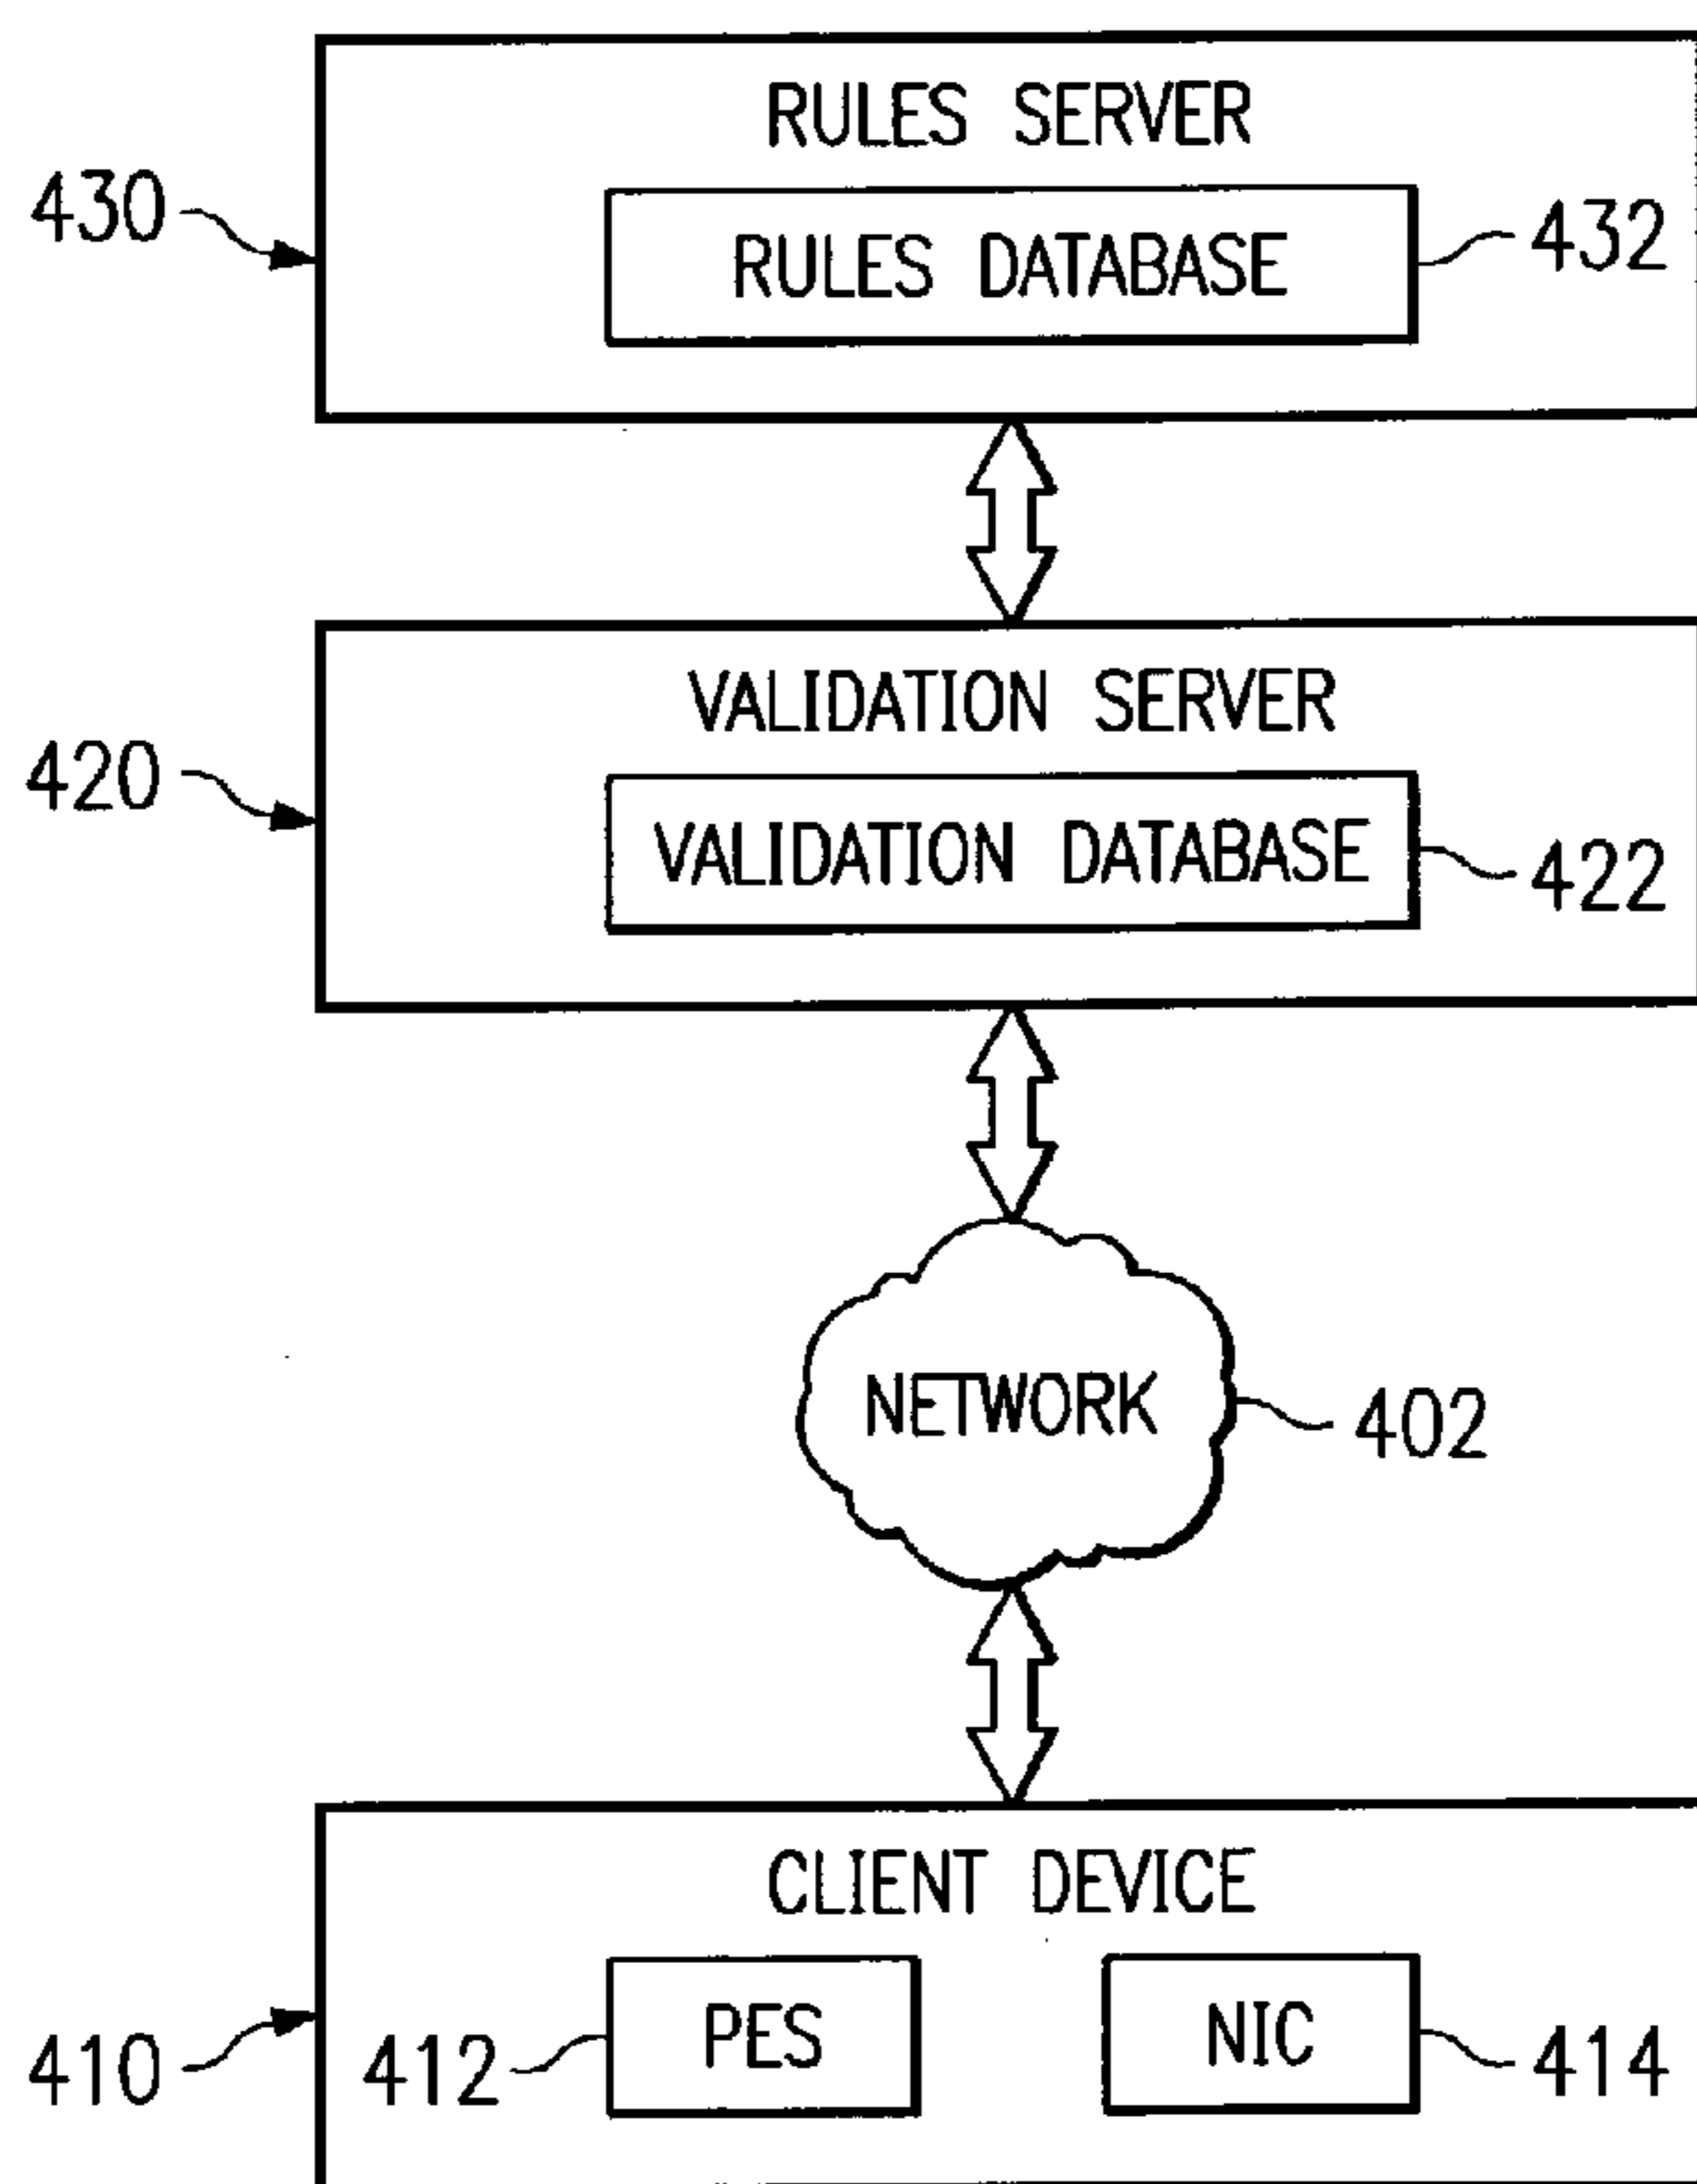 RULES SERVER
430
RULES DATABASE
432
VALIDATION SERVER
420
VALIDATION DATABASE
422
NETWORK
402
CLIENT DEVICE
410
412
PES
NIC
414